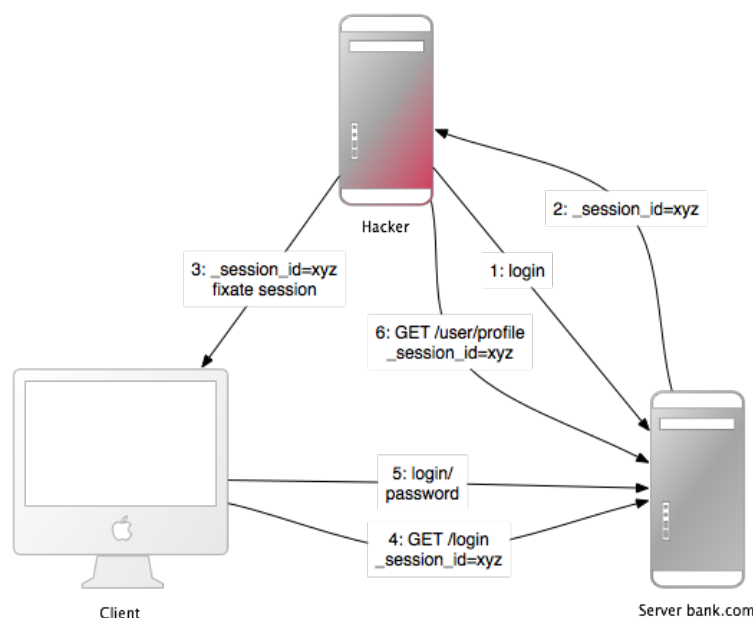 Hacker
2: _session_id=xyz
3: _session_id=xyz
fixate session
1: login
6: GET /user/profile
_session_id=xyz
5: login/
password
4: GET /login
_session_id=xyz
Client
Server bank.com